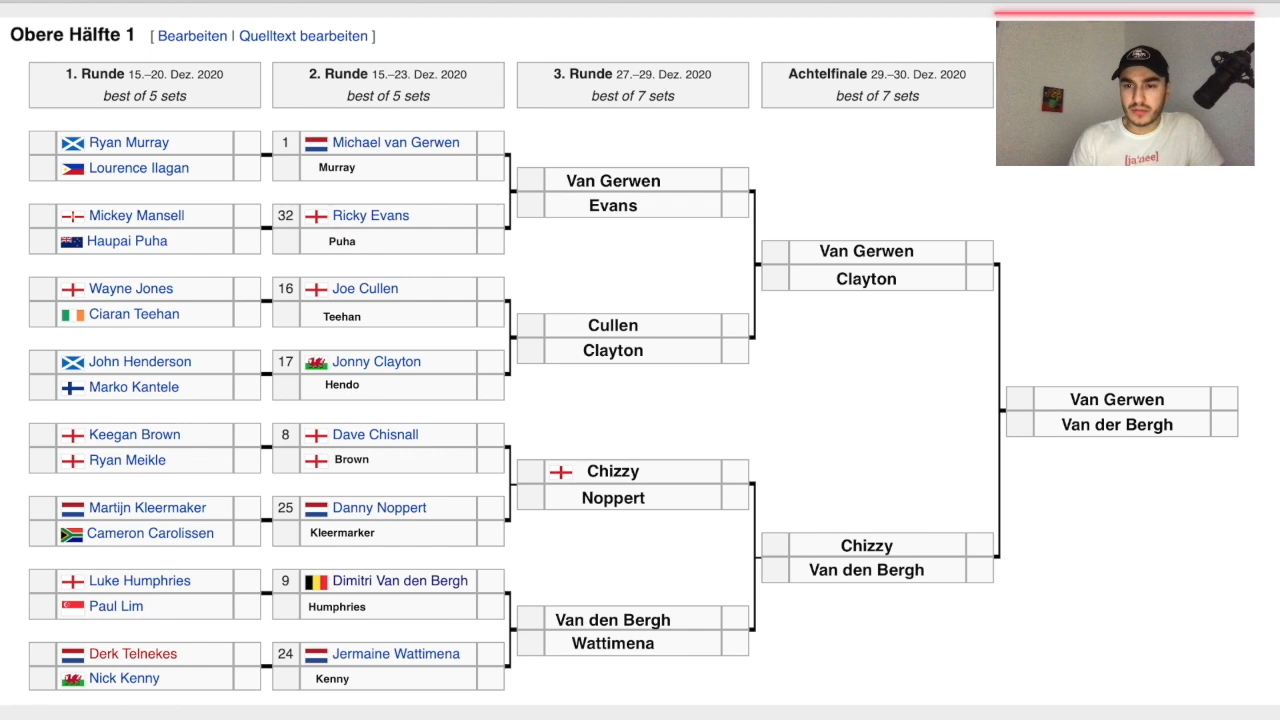 Obere Hälfte 1 [ Bearbeiten | Quelltext bearbeiten ]
1. Runde 15.–20. Dez. 2020
best of 5 sets
2. Runde 15.–23. Dez. 2020
best of 5 sets
3. Runde 27.–29. Dez. 2020
best of 7 sets
Achtelfinale 29.–30. Dez. 2020
best of 7 sets
Ryan Murray
Lourence Ilagan
Mickey Mansell
Haupai Puha
Wayne Jones
Ciaran Teehan
John Henderson
Marko Kantele
Keegan Brown
Ryan Meikle
Martijn Kleermaker
Cameron Carolissen
Luke Humphries
Paul Lim
Derk Telnekes
Nick Kenny
1 Michael van Gerwen
Murray
32 Ricky Evans
Puha
16 Joe Cullen
Teehan
17 Jonny Clayton
Hendo
8 Dave Chisnall
Brown
25 Danny Noppert
Kleermarker
9 Dimitri Van den Bergh
Humphries
24 Jermaine Wattimena
Kenny
Van Gerwen
Evans
Cullen
Clayton
Chizzy
Noppert
Van den Bergh
Wattimena
Van Gerwen
Clayton
Chizzy
Van den Bergh
Van Gerwen
Van der Bergh
[ja'nee]